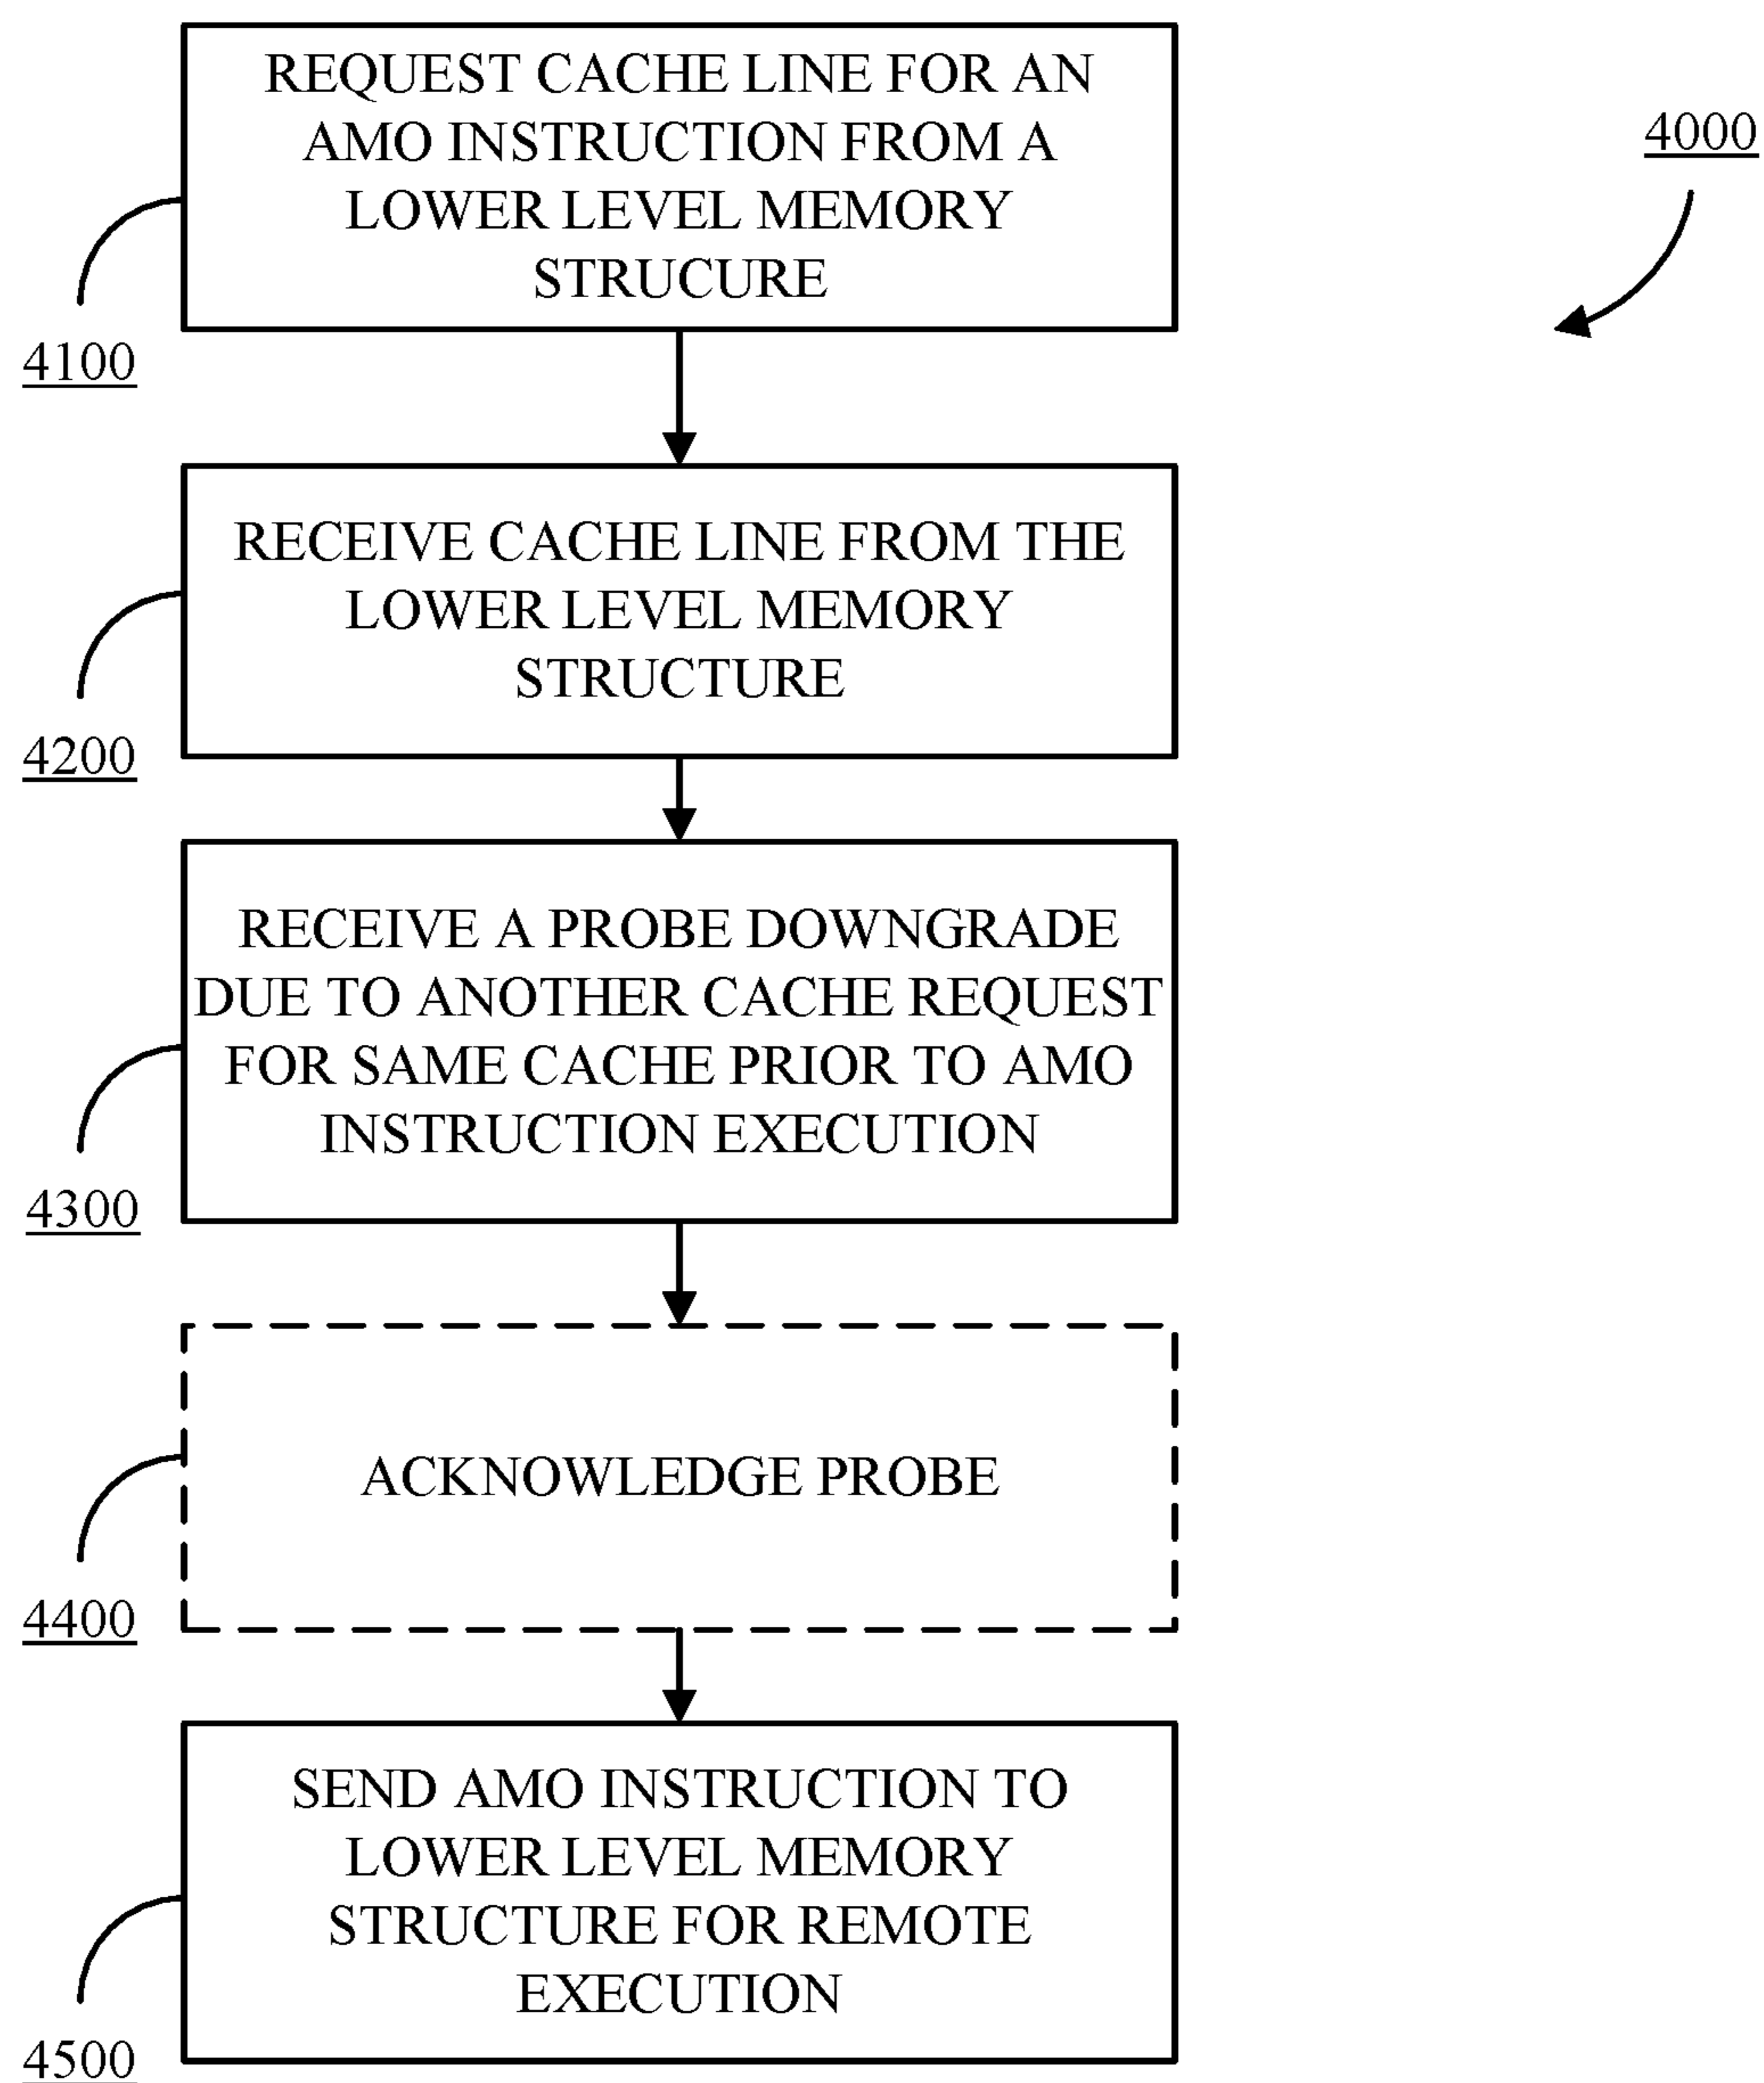 REQUEST CACHE LINE FOR AN
AMO INSTRUCTION FROM A
LOWER LEVEL MEMORY
STRUCURE
4000
4100
RECEIVE CACHE LINE FROM THE
LOWER LEVEL MEMORY
STRUCTURE
4200
RECEIVE A PROBE DOWNGRADE
DUE TO ANOTHER CACHE REQUEST
FOR SAME CACHE PRIOR TO AMO
INSTRUCTION EXECUTION
4300
ACKNOWLEDGE PROBE
4400
SEND AMO INSTRUCTION TO
LOWER LEVEL MEMORY
STRUCTURE FOR REMOTE
EXECUTION
4500